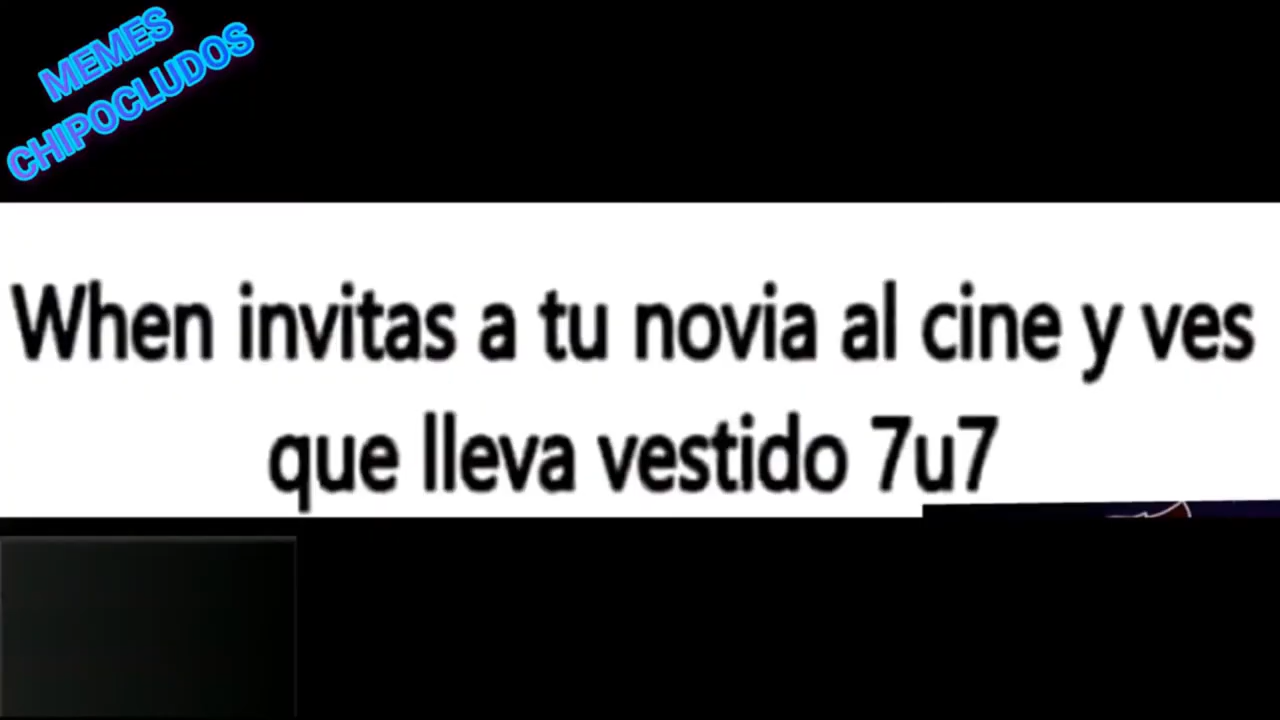 MEMES
CHIPOCLUDOS
When invitas a tu novia al cine y ves
que lleva vestido 7u7